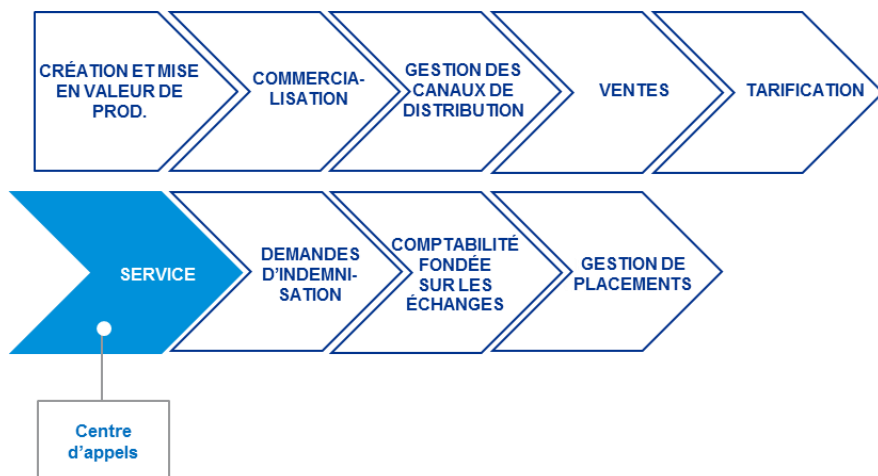 CRÉATION ET MISE
EN VALEUR DE
PROD.
COMMERCIA-
LISATION
GESTION DES
CANAUX DE
DISTRIBUTION
VENTES
TARIFICATION
SERVICE
DEMANDES
D’INDEMNI-
SATION
COMPTABILITÉ
FONDÉE
SUR LES
ÉCHANGES
GESTION DE
PLACEMENTS
Centre
d’appels